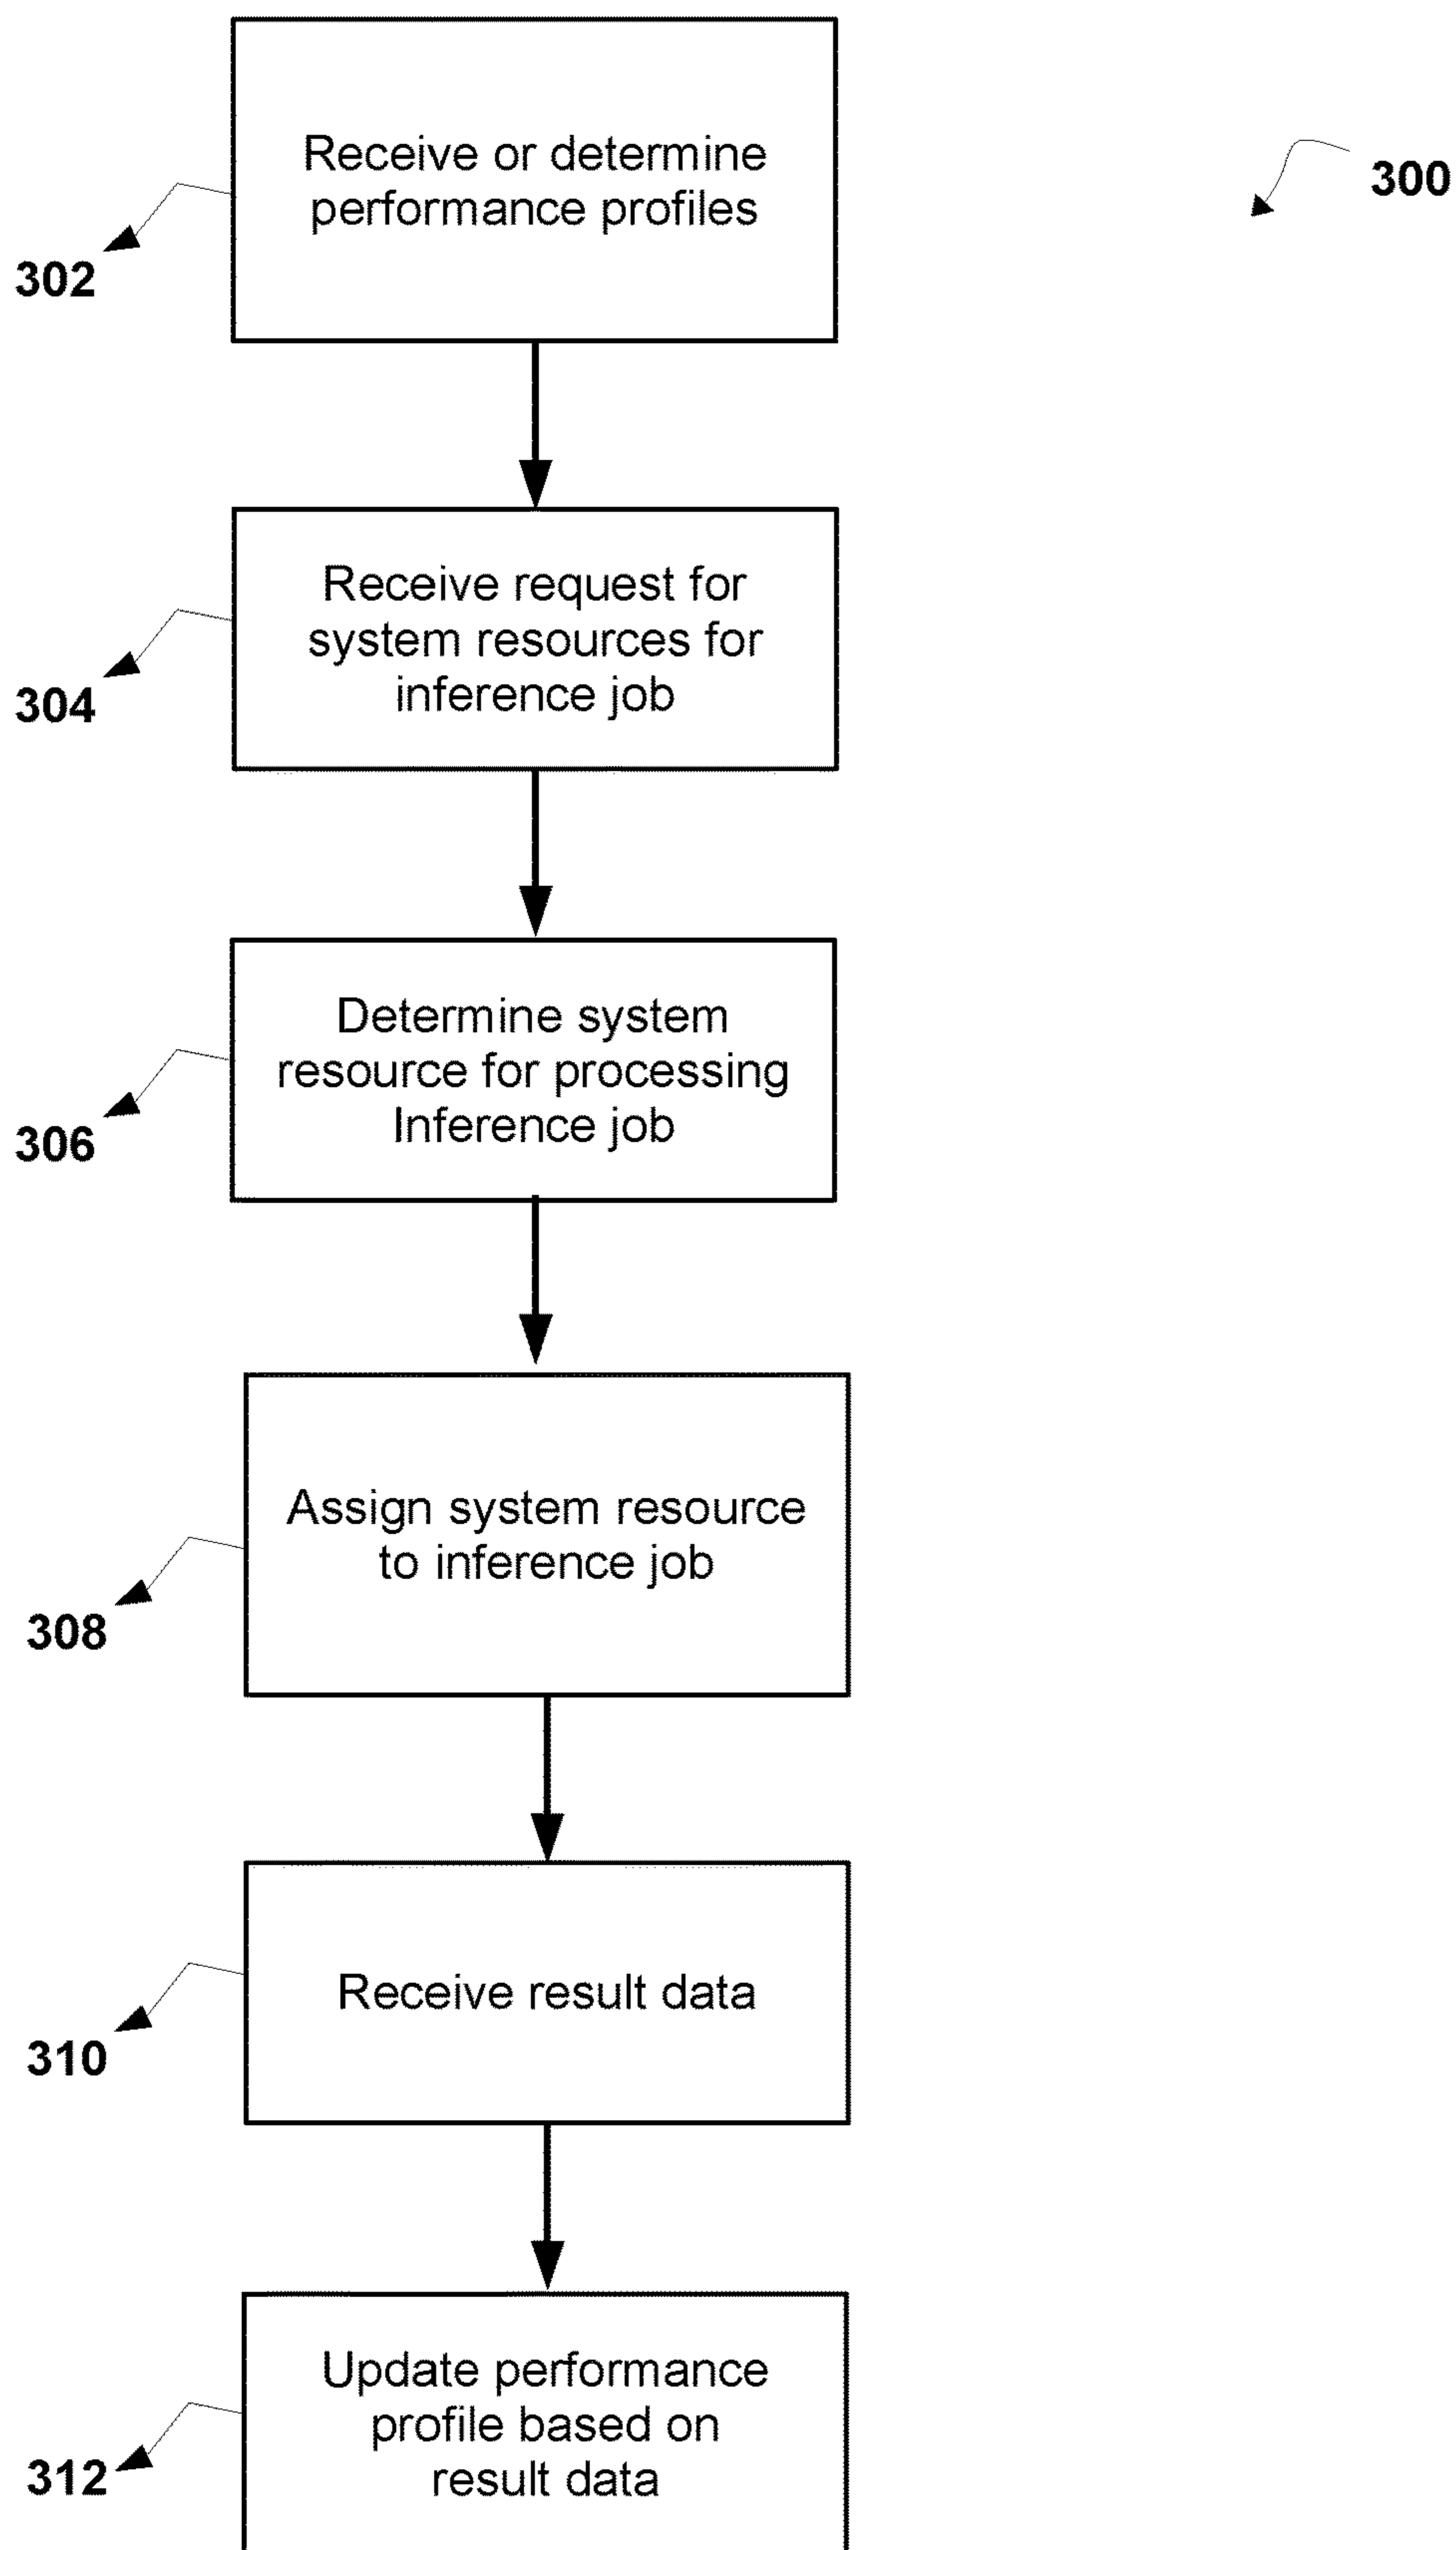 Receive or determine
performance profiles
300
302
Receive request for
system resources for
inference job
304
Determine system
resource for processing
Inference job
306
Assign system resource
to inference job
308
Receive result data
310
Update performance
profile based on
result data
312